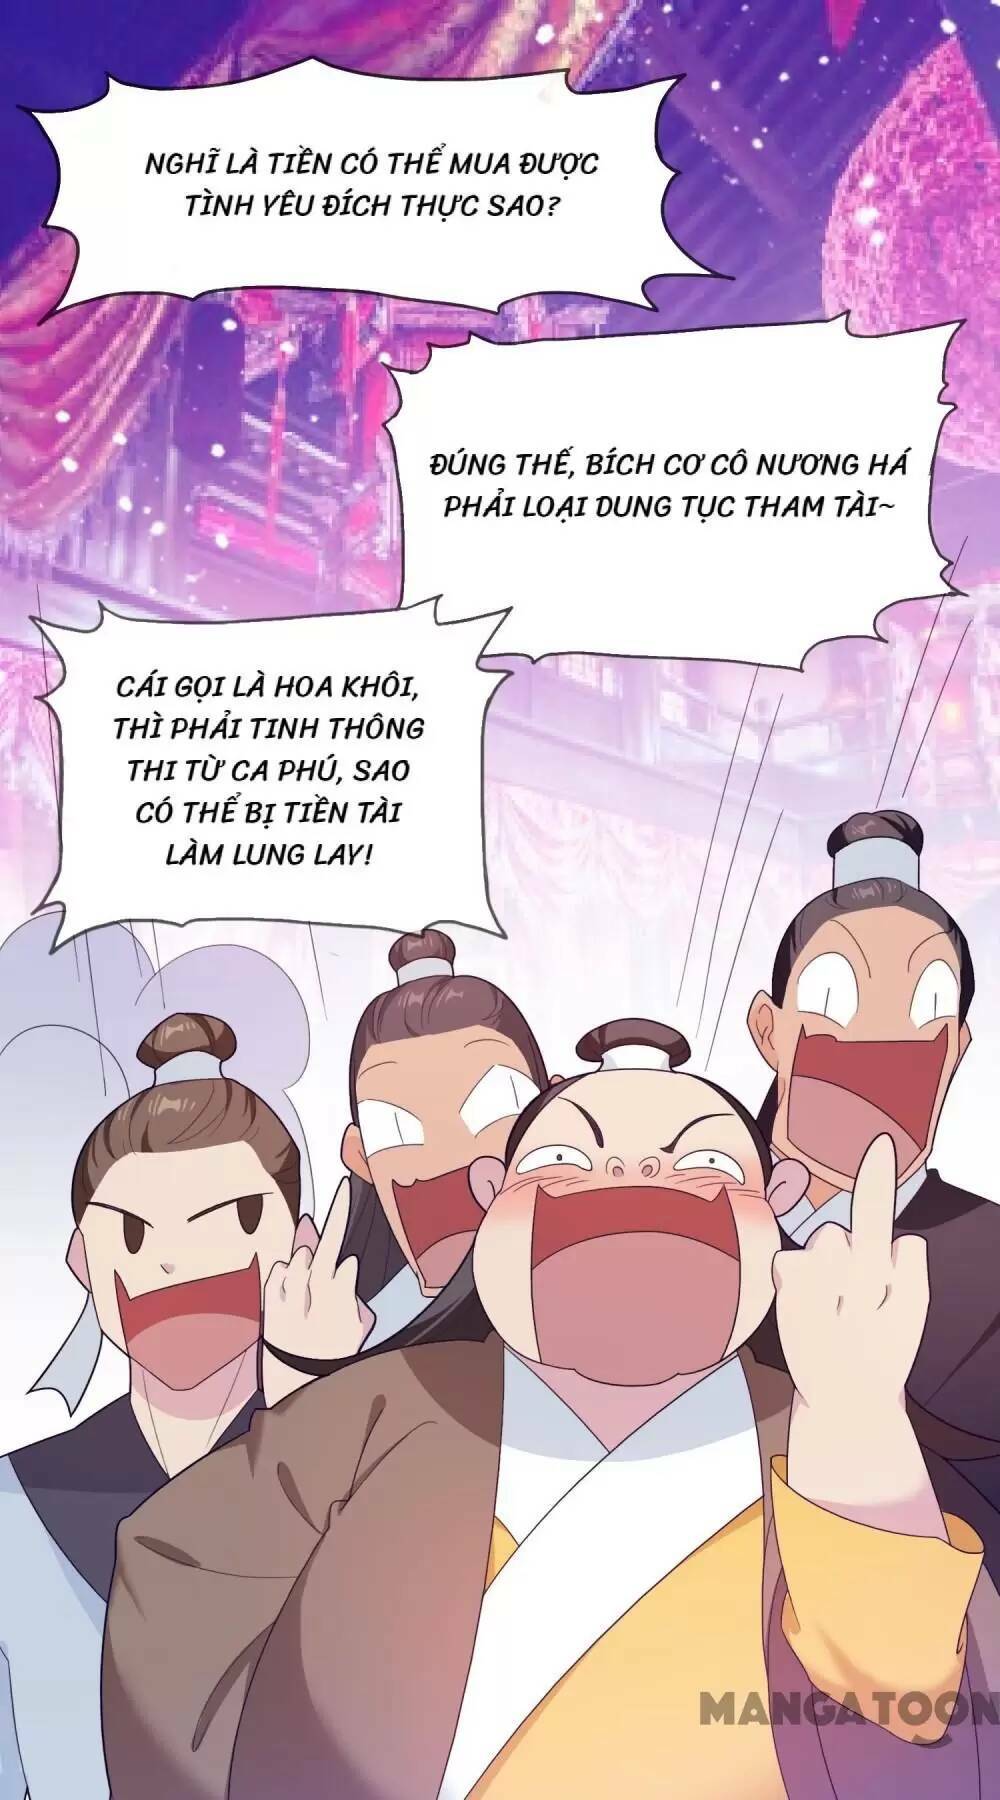 NGHĨ LÀ TIỀN CÓ THỂ MUA ĐƯỢC
TÌNH YÊU ĐÍCH THỰC SAO?
ĐÚNG THẾ, BÍCH CƠ CÔ NƯƠNG HÁ
PHẢI LOẠI DUNG TỤC THAM TÀI~
CÁI GỌI LÀ HOA KHÔI,
THÌ PHẢI TINH THÔNG
THI TỪ CA PHÚ, SAO
CÓ THỂ BỊ TIỀN TÀI
LÀM LUNG LAY!
MANGATOON